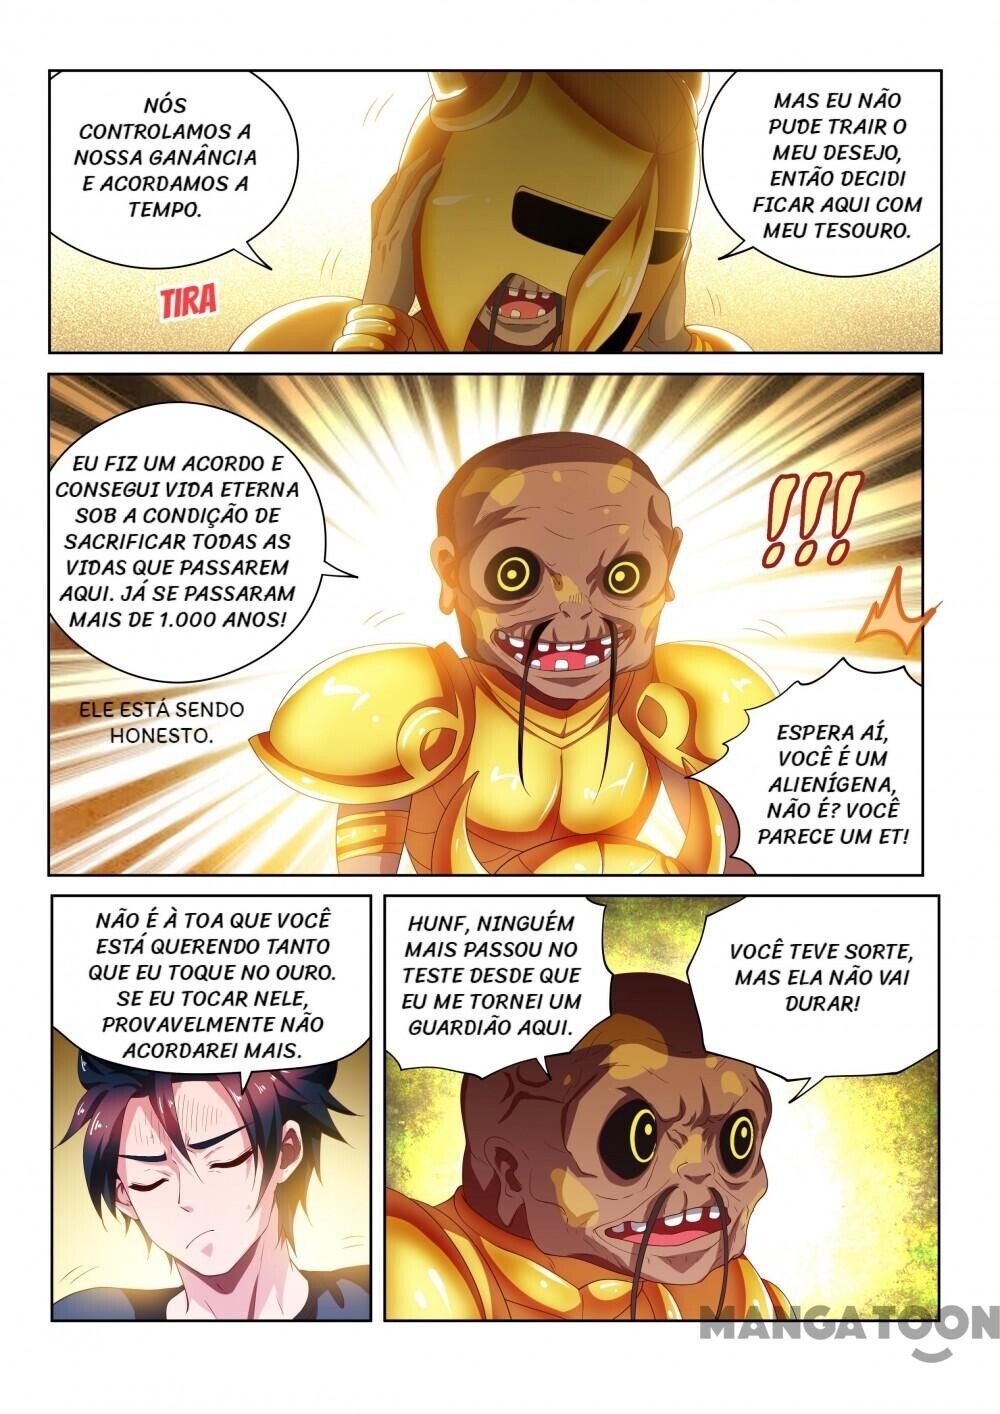 NÓS
CONTROLAMOS A
NOSSA GANÂNCIA
E ACORDAMOS A
TEMPO.
MAS EU NÃO
PUDE TRAIR O
MEU DESEJO,
ENTÃO DECIDI
FICAR AQUI COM
MEU TESOURO.
TIRA
EU FIZ UM ACORDO E
CONSEGUI VIDA ETERNA
SOB A CONDIÇÃO DE
SACRIFICAR TODAS AS
VIDAS QUE PASSAREM
AQUI. JÁ SE PASSARAM
MAIS DE 1.000 ANOS!
!!!
ELE ESTÁ SENDO
HONESTO.
ESPERA AÍ,
VOCÊ É UM
ALIENÍGENA,
NÃO É? VOCÊ
PARECE UM ET!
NÃO É À TOA QUE VOCÊ
ESTÁ QUERENDO TANTO
QUE EU TOQUE NO OURO.
SE EU TOCAR NELE,
PROVAVELMENTE NÃO
ACORDAREI MAIS.
HUNF, NINGUÉM
MAIS PASSOU NO
TESTE DESDE QUE
EU ME TORNEI UM
GUARDIÃO AQUI.
VOCÊ TEVE SORTE,
MAS ELA NÃO VAI
DURAR!
MANGATOON